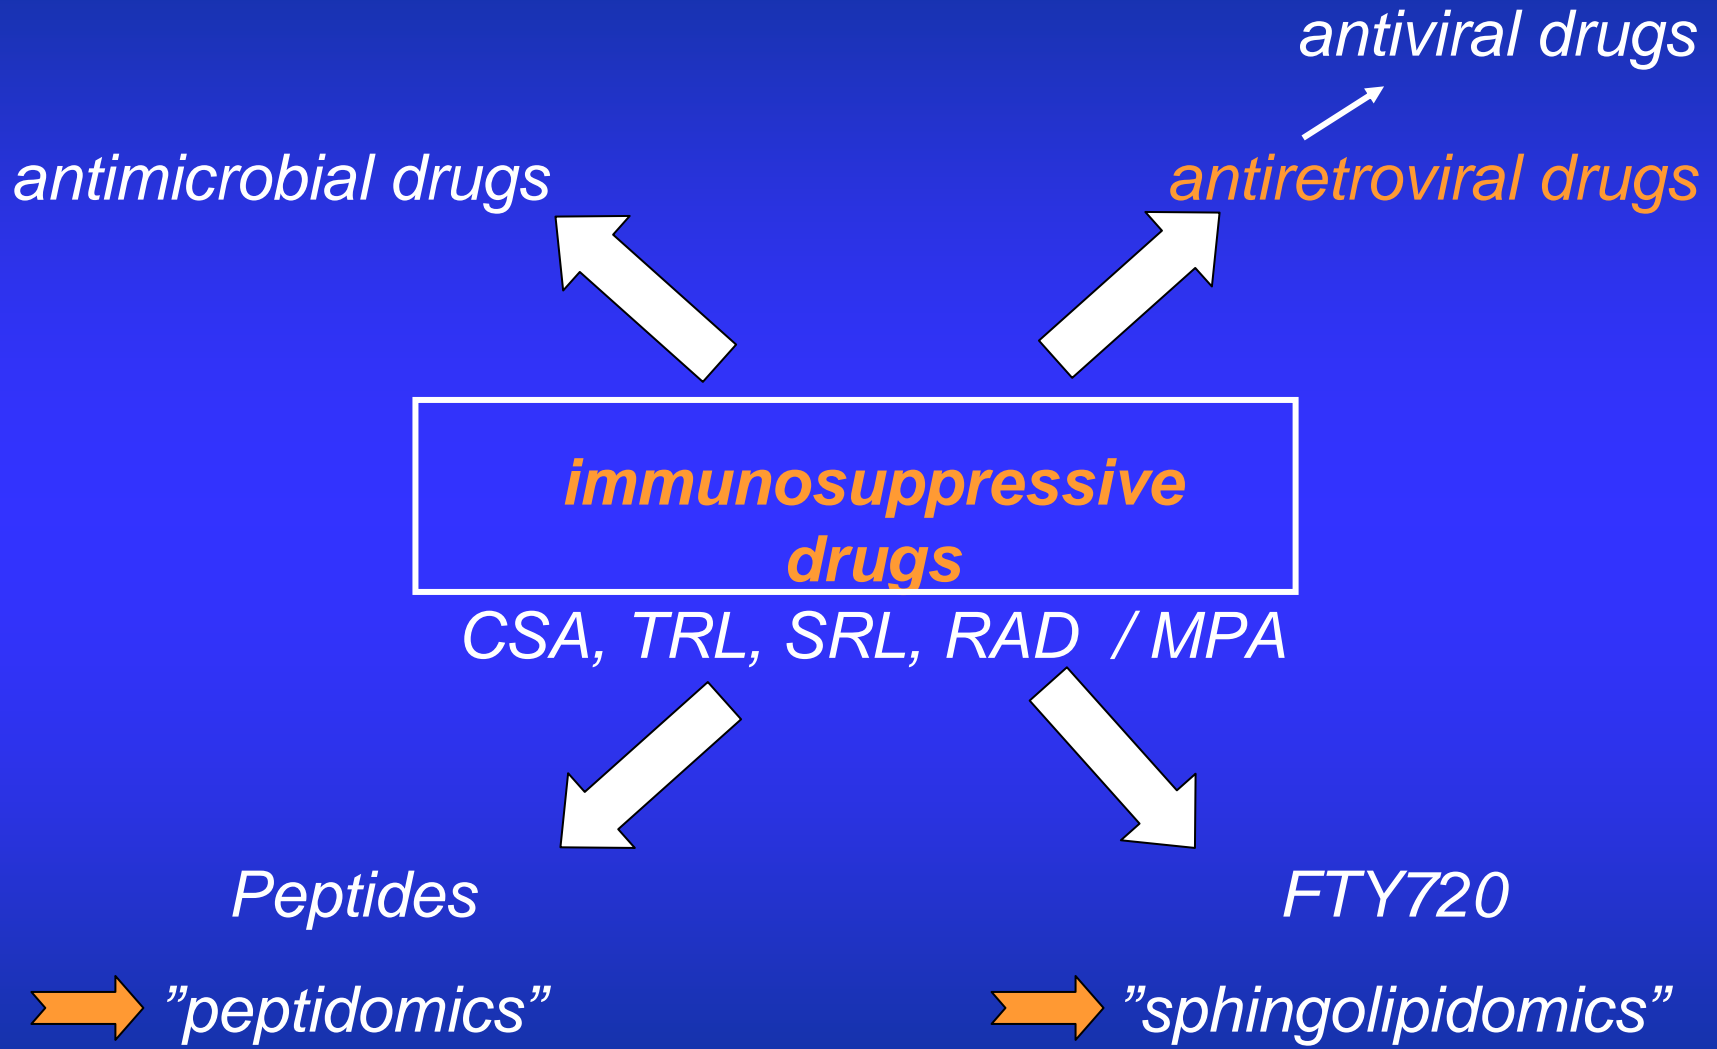 antiviral drugs
antimicrobial drugs
antiretroviral drugs
immunosuppressive
drugs
CSA, TRL, SRL, RAD / MPA
Peptides
FTY720
”peptidomics”
”sphingolipidomics”